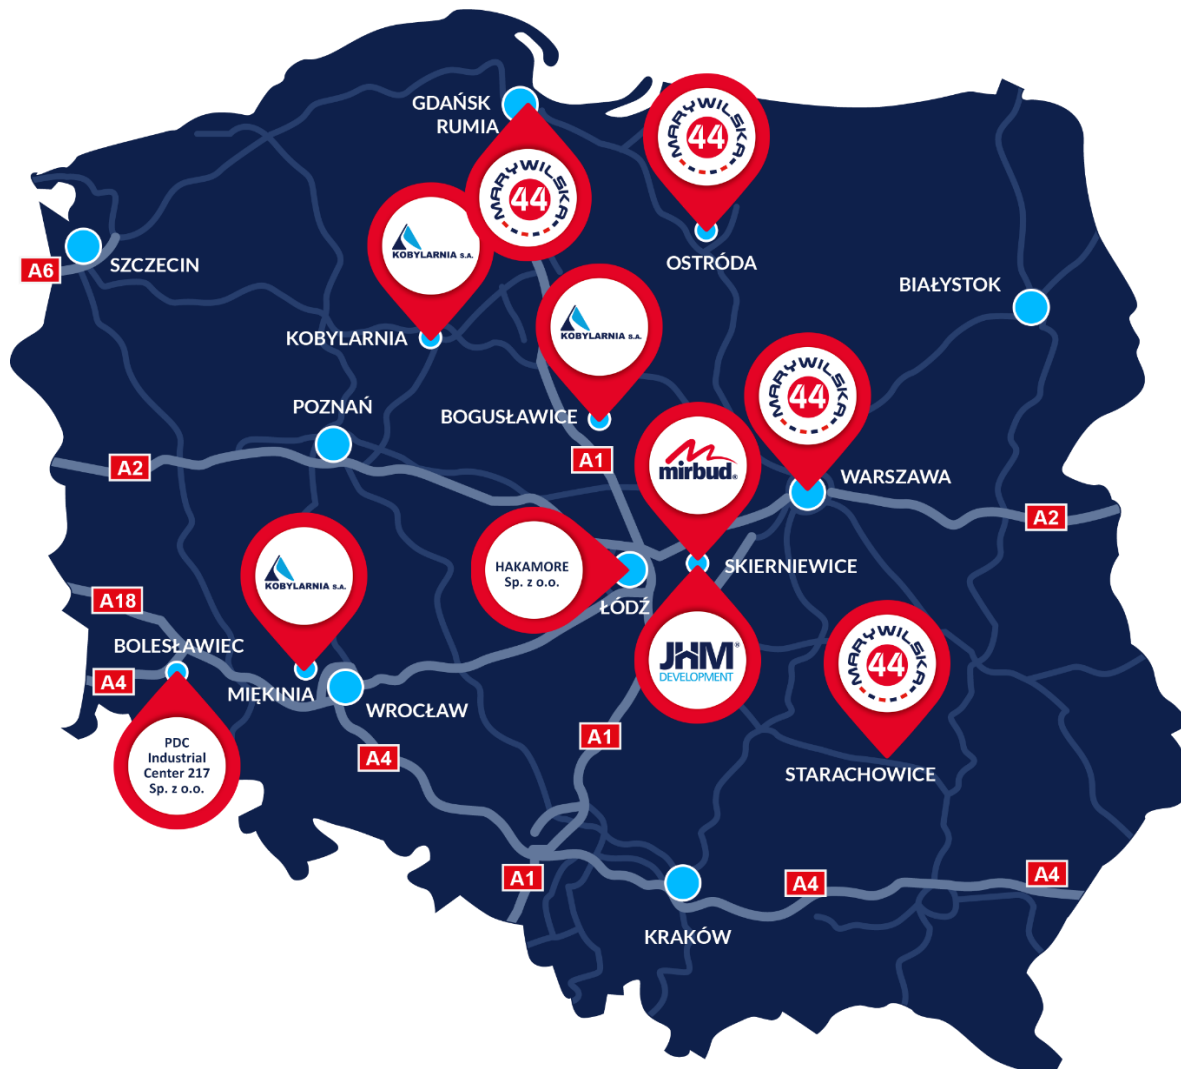 GDAŃSK
RUMIA
MARYWILSKA
44
MARYWILSKA
44
KOBYLARNIA S.A.
OSTRÓDA
SZCZECIN
A6
BIAŁYSTOK
KOBYLARNIA
KOBYLARNIA S.A.
MARYWILSKA
44
POZNAŃ
BOGUSŁAWICE
A2
A1
mirbud®
WARSZAWA
A2
HAKAMORE
Sp. z o.o.
SKIERNIEWICE
KOBYLARNIA S.A.
A18
ŁÓDŹ
BOLESŁAWIEC
A4
MIĘKINIA
WROCŁAW
JHM®
DEVELOPMENT
MARYWILSKA
44
PDC
Industrial
Center 217
Sp. z o.o.
A4
A1
STARACHOWICE
A1
A4
A4
KRAKÓW